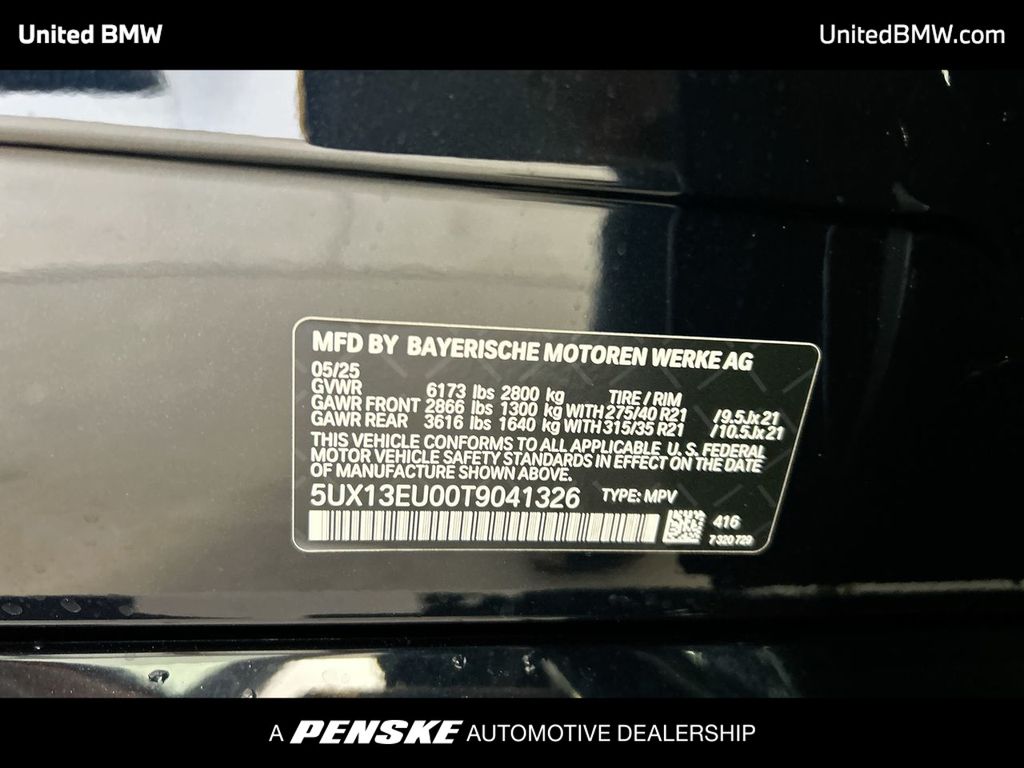 United BMW
UnitedBMW.com
MFD BY BAYERISCHE MOTOREN WERKE AG
05/25
GVWR 6173 lbs 2800 kg TIRE / RIM
GAWR FRONT 2866 lbs 1300 kg WITH 275/40 R21 /9.5Jx21
GAWR REAR 3616 lbs 1640 kg WITH 315/35 R21 /10.5Jx21
THIS VEHICLE CONFORMS TO ALL APPLICABLE U. S. FEDERAL
MOTOR VEHICLE SAFETY STANDARDS IN EFFECT ON THE DATE
OF MANUFACTURE SHOWN ABOVE.
5UX13EU00T9041326 TYPE: MPV
416
7 320 729
A PENSKE AUTOMOTIVE DEALERSHIP